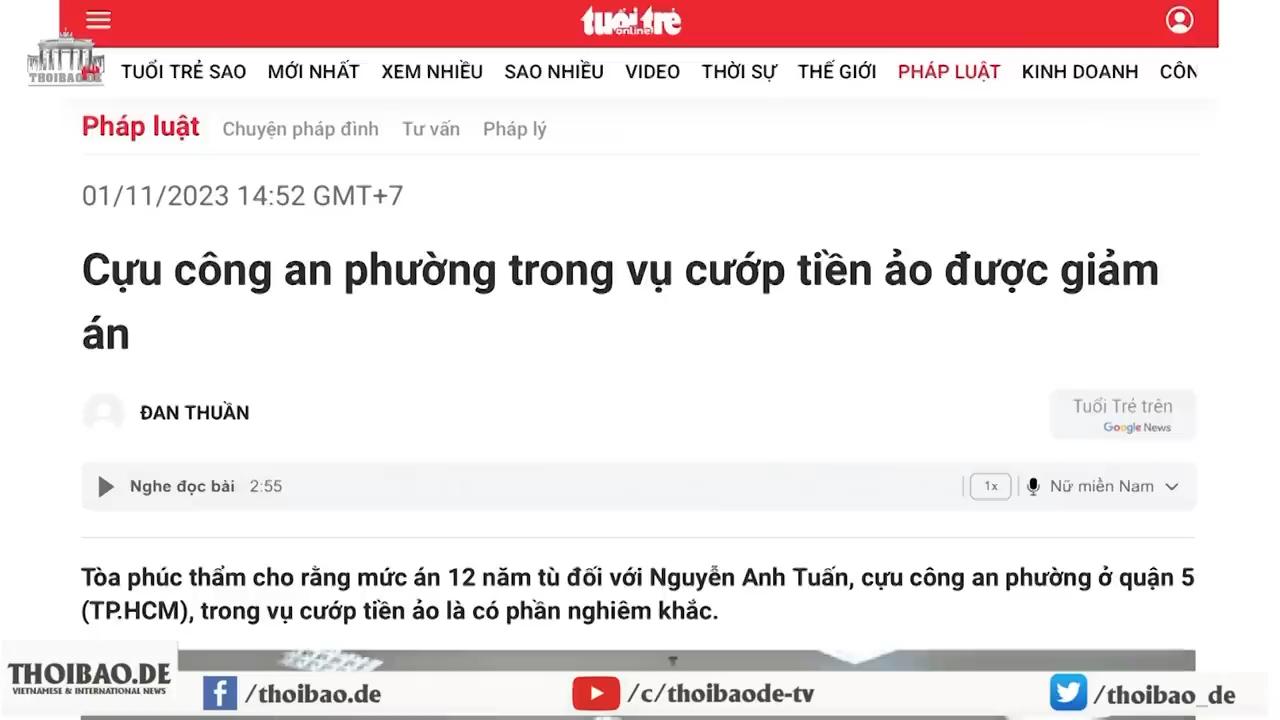 tuổi trẻ
online
THOIBAO.DE
TUỔI TRẺ SAO MỚI NHẤT XEM NHIỀU SAO NHIỀU VIDEO THỜI SỰ THẾ GIỚI PHÁP LUẬT KINH DOANH CÔN
Pháp luật Chuyện pháp đình Tư vấn Pháp lý
01/11/2023 14:52 GMT+7
Cựu công an phường trong vụ cướp tiền ảo được giảm
án
ĐAN THUẦN
Tuổi Trẻ trên
Google News
Nghe đọc bài 2:55 1x Nữ miền Nam
Tòa phúc thẩm cho rằng mức án 12 năm tù đối với Nguyễn Anh Tuấn, cựu công an phường ở quận 5
(TP.HCM), trong vụ cướp tiền ảo là có phần nghiêm khắc.
THOIBAO.DE
VIETNAMESE & INTERNATIONAL NEWS
/thoibao.de /c/thoibaode-tv /thoibao_de